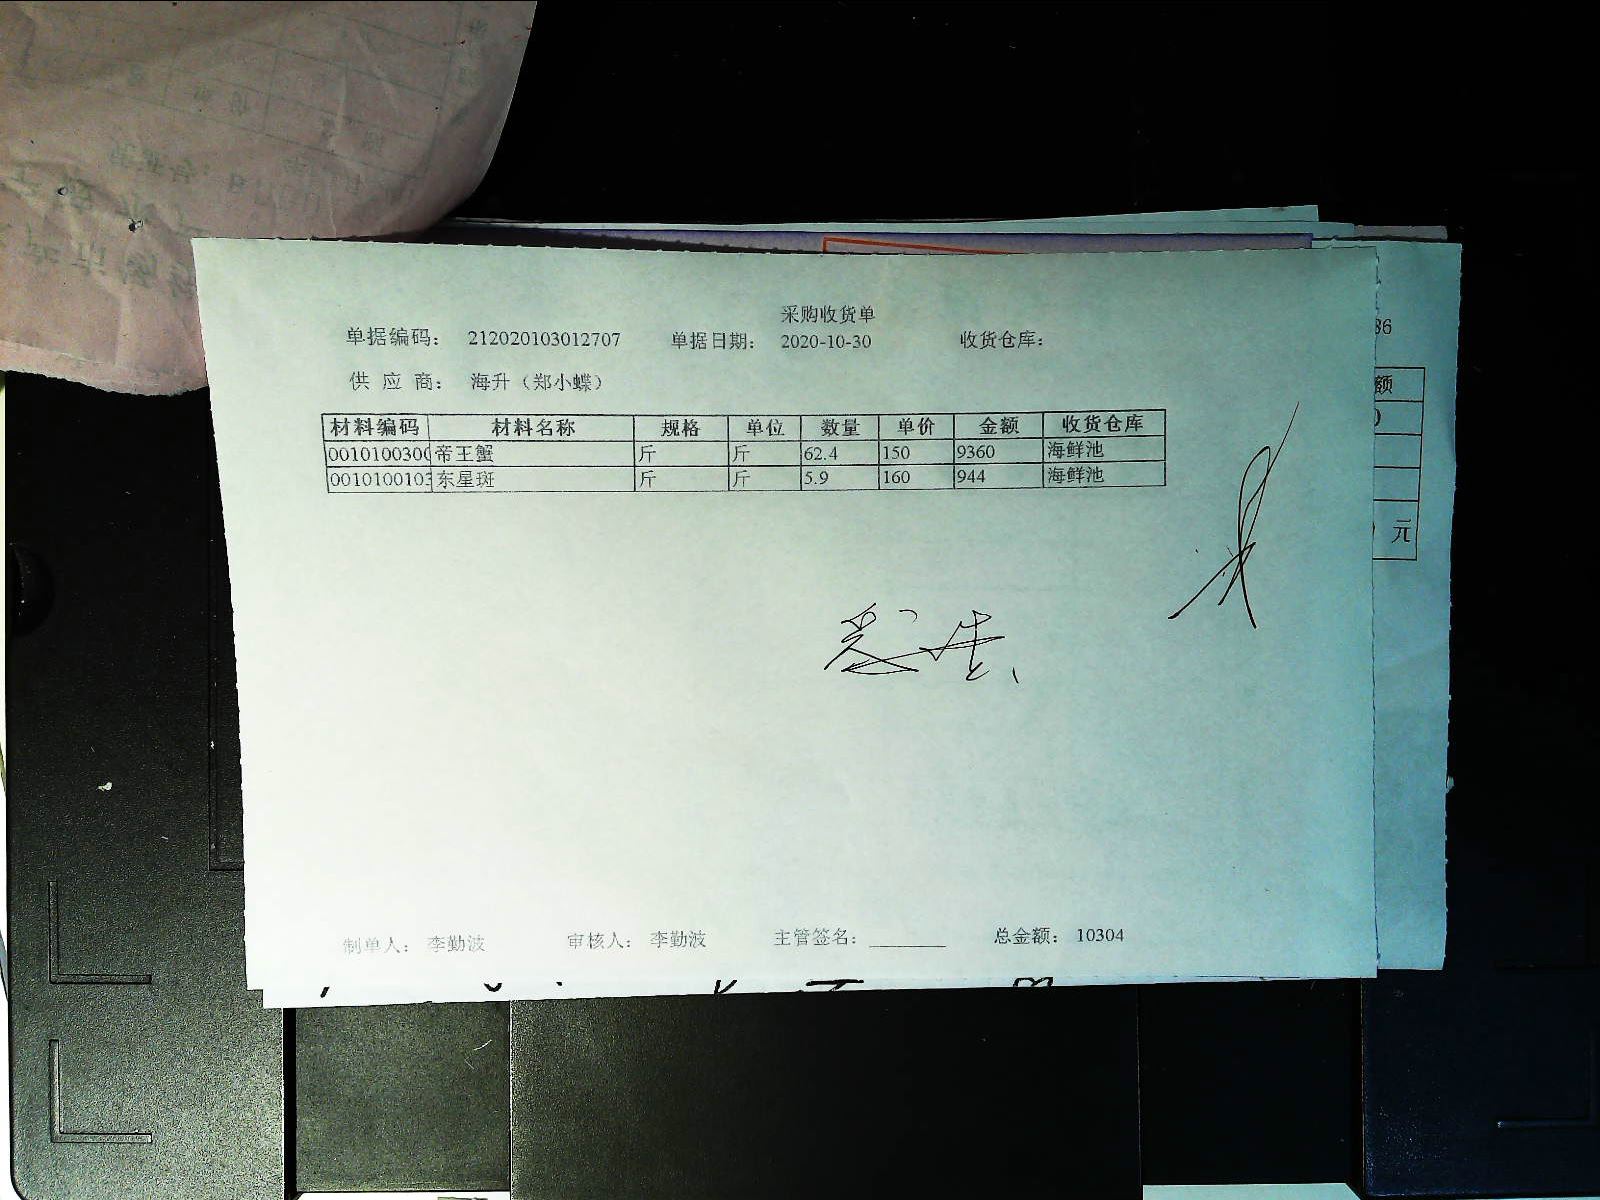 采购收货单
单据编码： 212020103012707 单据日期： 2020-10-30 收货仓库：
供 应 商： 海升（郑小蝶）
材料编码 材料名称 规格 单位 数量 单价 金额 收货仓库
001010030 帝王蟹 斤 斤 62.4 150 9360 海鲜池
001010010 东星斑 斤 斤 5.9 160 944 海鲜池
制单人： 李勤波 审核人： 李勤波 主管签名： 总金额： 10304
86
额
元